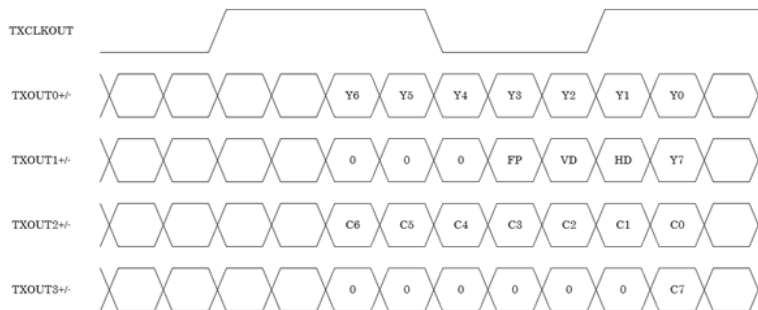 TXCLKOUT
TXOUT0+/- Y6 Y5 Y4 Y3 Y2 Y1 Y0
TXOUT1+/- 0 0 0 FP VD HD Y7
TXOUT2+/- C6 C5 C4 C3 C2 C1 C0
TXOUT3+/- 0 0 0 0 0 0 C7